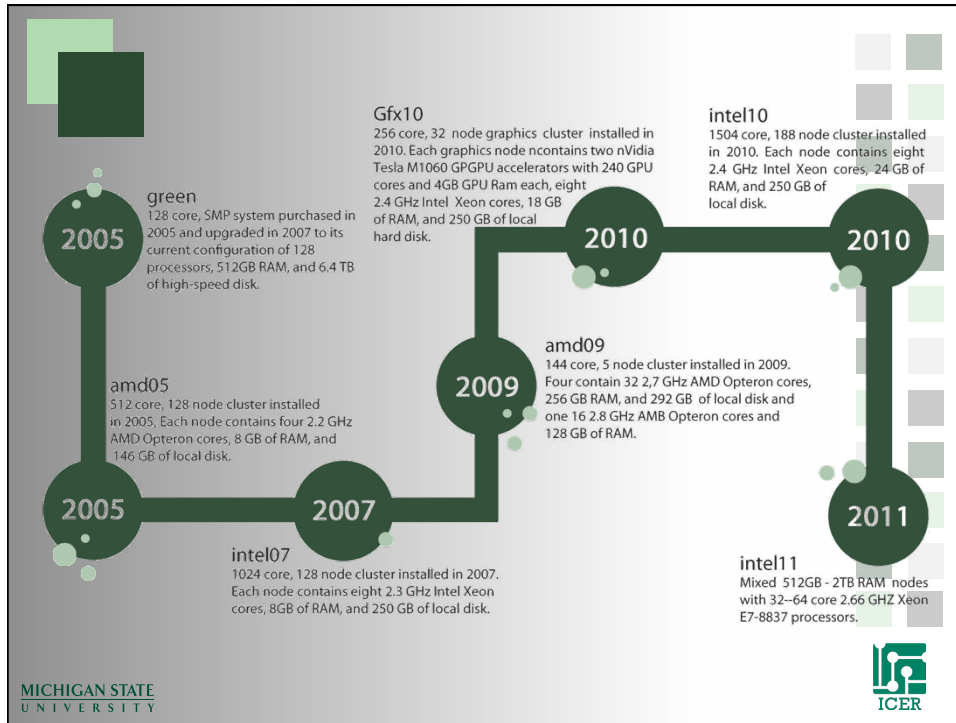 green
128 core, SMP system purchased in
2005 and upgraded in 2007 to its
current configuration of 128
processors, 512GB RAM, and 6.4 TB
of high-speed disk.
2005
amd05
512 core, 128 node cluster installed
in 2005, Each node contains four 2.2 GHz
AMD Opteron cores, 8 GB of RAM, and
146 GB of local disk.
2005
2007
intel07
1024 core, 128 node cluster installed in 2007.
Each node contains eight 2.3 GHz Intel Xeon
cores, 8GB of RAM, and 250 GB of local disk.
2009
amd09
144 core, 5 node cluster installed in 2009.
Four contain 32 2,7 GHz AMD Opteron cores,
256 GB RAM, and 292 GB of local disk and
one 16 2.8 GHz AMB Opteron cores and
128 GB of RAM.
Gfx10
256 core, 32 node graphics cluster installed in
2010. Each graphics node ncontains two nVidia
Tesla M1060 GPGPU accelerators with 240 GPU
cores and 4GB GPU Ram each, eight
2.4 GHz Intel Xeon cores, 18 GB
of RAM, and 250 GB of local
hard disk.
2010
intel10
1504 core, 188 node cluster installed
in 2010. Each node contains eight
2.4 GHz Intel Xeon cores, 24 GB of
RAM, and 250 GB of
local disk.
2010
2011
intel11
Mixed 512GB - 2TB RAM nodes
with 32--64 core 2.66 GHZ Xeon
E7-8837 processors.
MICHIGAN STATE
UNIVERSITY
ICER